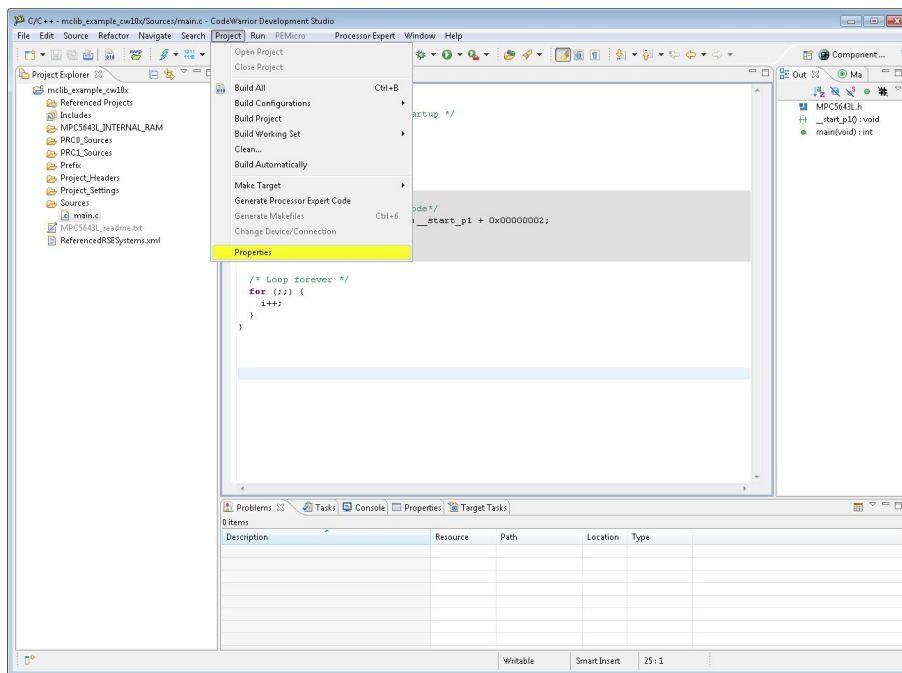 C/C++ - mclib_example_cw10x/Sources/main.c - CodeWarrior Development Studio
File Edit Source Refactor Navigate Search Project Run PEMicro Processor Expert Window Help
Component ...
Project Explorer
mclib_example_cw10x
Referenced Projects
Includes
MPC5643L_INTERNAL_RAM
PRC0_Sources
PRC1_Sources
Prefix
Project_Headers
Project_Settings
Sources
main.c
MPC5643L_readme.txt
ReferencedRSESystems.xml
Open Project
Close Project
Build All Ctrl+B
Build Configurations
Build Project
Build Working Set
Clean...
Build Automatically
Make Target
Generate Processor Expert Code
Generate Makefiles Ctrl+6
Change Device/Connection
Properties
artup */
ode*/
__start_p1 + 0x00000002;
/* Loop forever */
for (;;) {
i++;
}
}
Out Ma
MPC5643L.h
__start_p1() : void
main(void) : int
Problems Tasks Console Properties Target Tasks
0 items
Description Resource Path Location Type
Writable Smart Insert 25 : 1